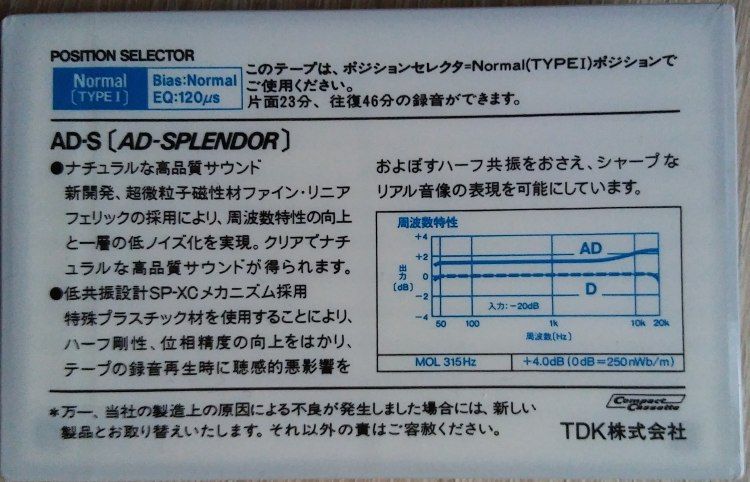 POSITION SELECTOR
Normal
(TYPE I)
Bias:Normal
EQ:120μs
このテープは、ポジションセレクタ=Normal(TYPE I)ポジションで
ご使用ください。
片面23分、往復46分の録音ができます。
AD-S〔AD-SPLENDOR〕
●ナチュラルな高品質サウンド
新開発、超微粒子磁性材ファイン・リニア
フェリックの採用により、周波数特性の向上
と一層の低ノイズ化を実現。クリアでナチ
ュラルな高品質サウンドが得られます。
●低共振設計SP-XCメカニズム採用
特殊プラスチック材を使用することにより、
ハーフ剛性、位相精度の向上をはかり、
テープの録音再生時に聴感的悪影響を
およぼすハーフ共振をおさえ、シャープな
リアル音像の表現を可能にしています。
周波数特性
+4
+2
0
-2
-4
出力
〔dB〕
AD
D
入力:-20dB
50 100 1k 10k 20k
周波数〔Hz〕
MOL 315Hz
+4.0dB (0dB=250nWb/m)
*万一、当社の製造上の原因による不良が発生しました場合には、新しい
製品とお取り替えいたします。それ以外の責はご容赦ください。
Compact
Cassette
TDK株式会社